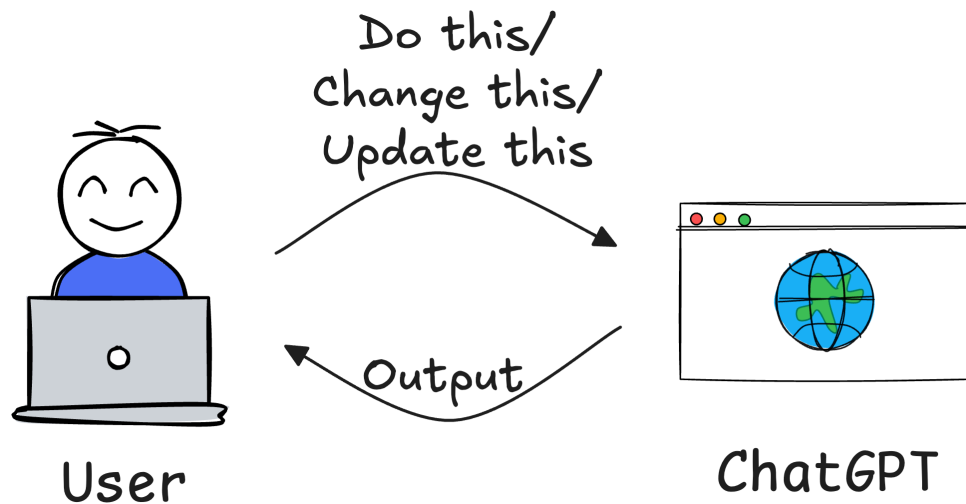 Do this/
Change this/
Update this
Output
User
ChatGPT